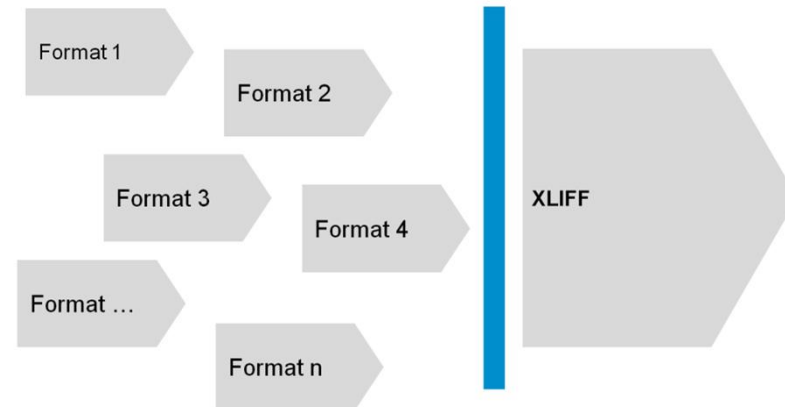 Format 1
Format 2
Format 3
XLIFF
Format 4
Format …
Format n